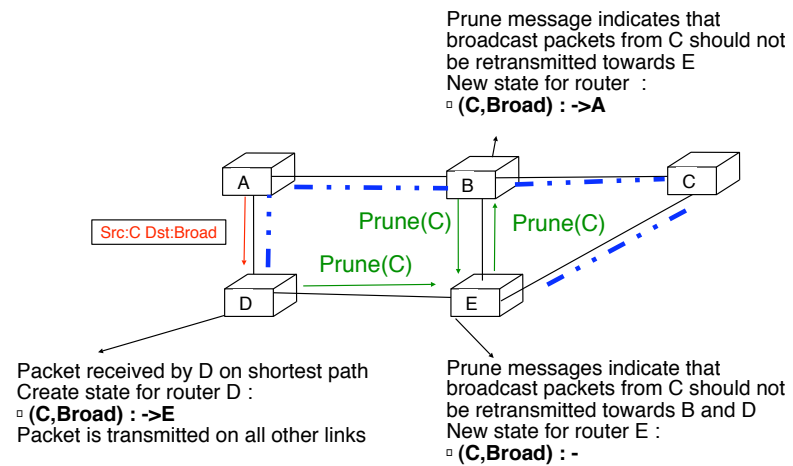 Prune message indicates that
broadcast packets from C should not
be retransmitted towards E
New state for router :
▫ (C,Broad) : ->A
A
B
C
Src:C Dst:Broad
Prune(C)
Prune(C)
Prune(C)
D
E
Packet received by D on shortest path
Create state for router D :
▫ (C,Broad) : ->E
Packet is transmitted on all other links
Prune messages indicate that
broadcast packets from C should not
be retransmitted towards B and D
New state for router E :
▫ (C,Broad) : -